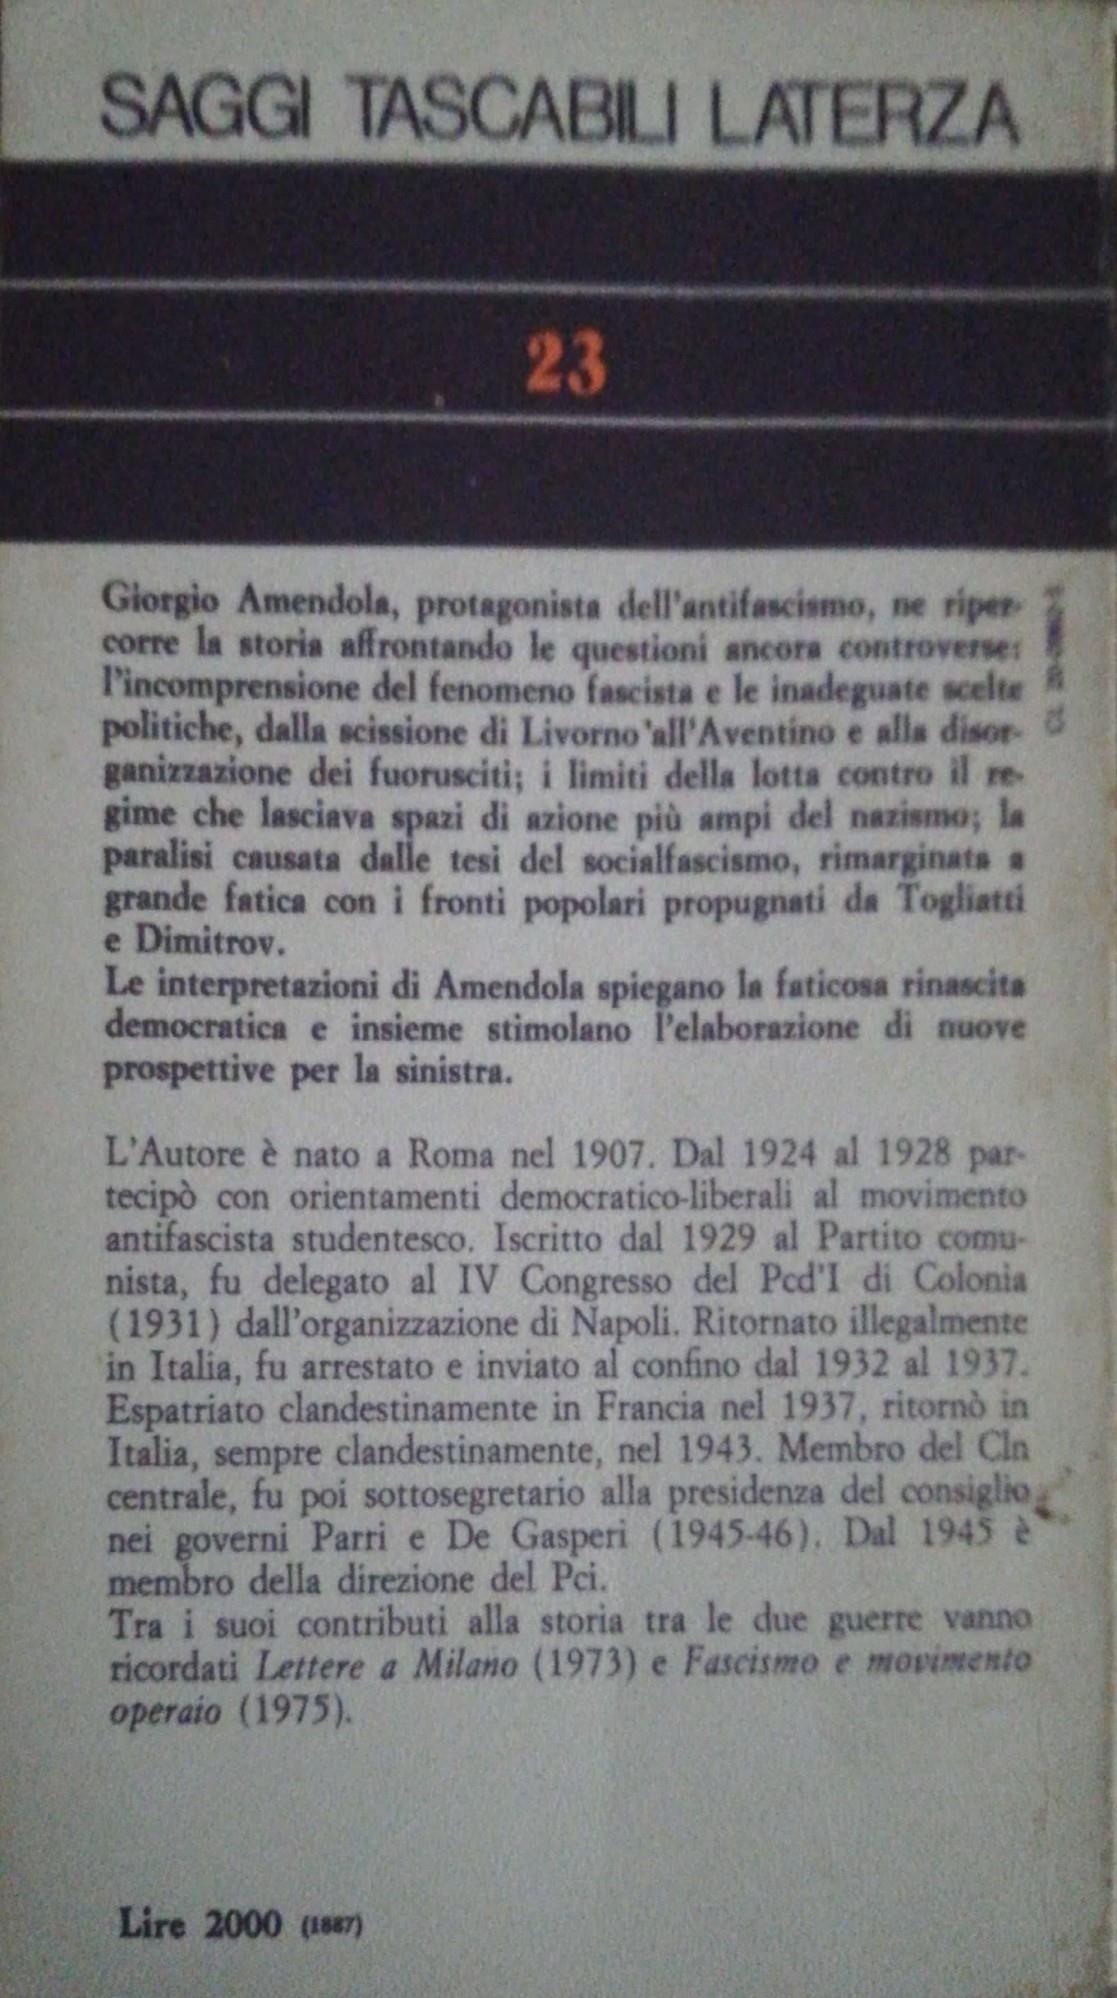 SAGGI TASCABILI LATERZA
23
Giorgio Amendola, protagonista dell'antifascismo, ne riper-
corre la storia affrontando le questioni ancora controverse:
l'incomprensione del fenomeno fascista e le inadeguate scelte
politiche, dalla scissione di Livorno all'Aventino e alla disor-
ganizzazione dei fuorusciti; i limiti della lotta contro il re-
gime che lasciava spazi di azione più ampi del nazismo; la
paralisi causata dalle tesi del socialfascismo, rimarginata a
grande fatica con i fronti popolari propugnati da Togliatti
e Dimitrov.
Le interpretazioni di Amendola spiegano la faticosa rinascita
democratica e insieme stimolano l'elaborazione di nuove
prospettive per la sinistra.
L'Autore è nato a Roma nel 1907. Dal 1924 al 1928 par-
tecipò con orientamenti democratico-liberali al movimento
antifascista studentesco. Iscritto dal 1929 al Partito comu-
nista, fu delegato al IV Congresso del Pcd'I di Colonia
(1931) dall'organizzazione di Napoli. Ritornato illegalmente
in Italia, fu arrestato e inviato al confino dal 1932 al 1937.
Espatriato clandestinamente in Francia nel 1937, ritornò in
Italia, sempre clandestinamente, nel 1943. Membro del Cln
centrale, fu poi sottosegretario alla presidenza del consiglio
nei governi Parri e De Gasperi (1945-46). Dal 1945 è
membro della direzione del Pci.
Tra i suoi contributi alla storia tra le due guerre vanno
ricordati Lettere a Milano (1973) e Fascismo e movimento
operaio (1975).
Lire 2000 (1887)